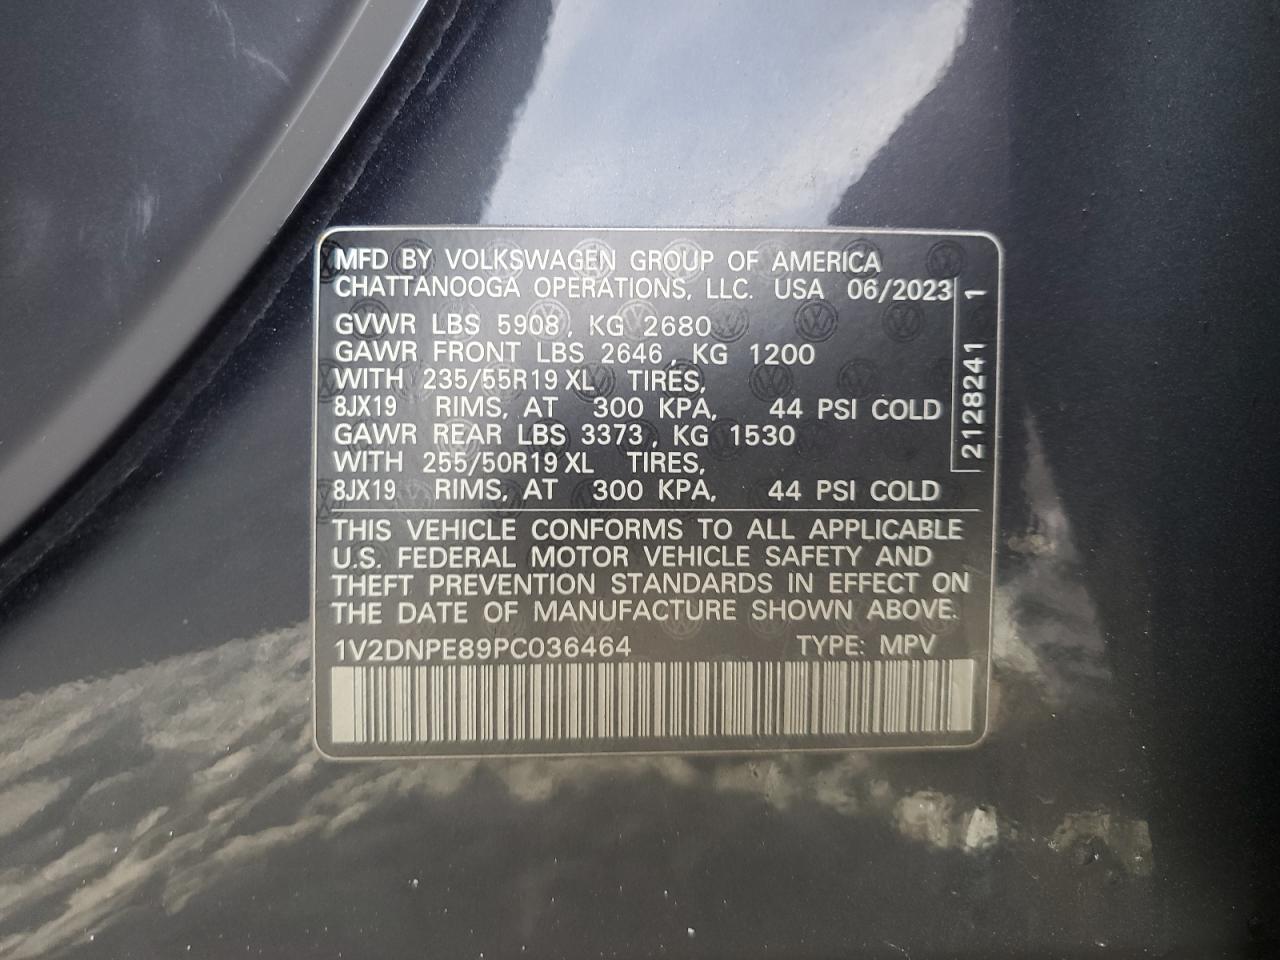 MFD BY VOLKSWAGEN GROUP OF AMERICA
CHATTANOOGA OPERATIONS, LLC. USA 06/2023
GVWR LBS 5908, KG 2680
GAWR FRONT LBS 2646, KG 1200
WITH 235/55R19 XL TIRES,
8JX19 RIMS, AT 300 KPA, 44 PSI COLD
GAWR REAR LBS 3373, KG 1530
WITH 255/50R19 XL TIRES,
8JX19 RIMS, AT 300 KPA, 44 PSI COLD
2128241 1
THIS VEHICLE CONFORMS TO ALL APPLICABLE
U.S. FEDERAL MOTOR VEHICLE SAFETY AND
THEFT PREVENTION STANDARDS IN EFFECT ON
THE DATE OF MANUFACTURE SHOWN ABOVE.
1V2DNPE89PC036464 TYPE: MPV